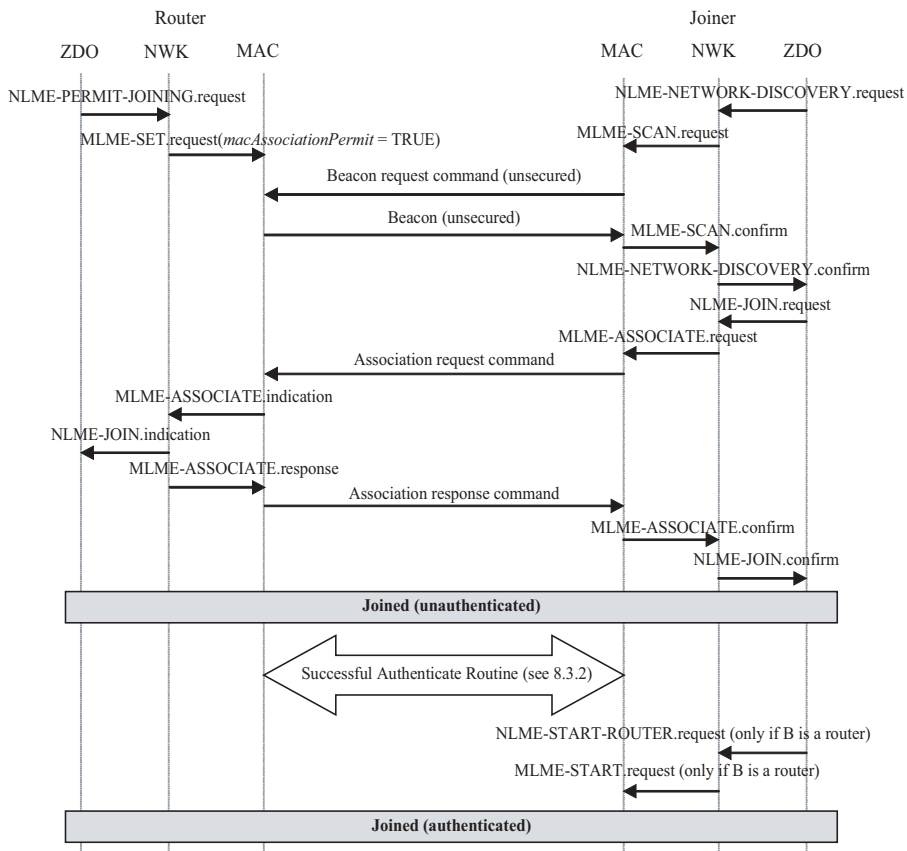 Router Joiner
ZDO NWK MAC MAC NWK ZDO
NLME-PERMIT-JOINING.request NLME-NETWORK-DISCOVERY.request
MLME-SET.request(macAssociationPermit = TRUE) MLME-SCAN.request
Beacon request command (unsecured)
Beacon (unsecured) MLME-SCAN.confirm
NLME-NETWORK-DISCOVERY.confirm
NLME-JOIN.request
MLME-ASSOCIATE.request
Association request command
MLME-ASSOCIATE.indication
NLME-JOIN.indication
MLME-ASSOCIATE.response
Association response command
MLME-ASSOCIATE.confirm
NLME-JOIN.confirm
Joined (unauthenticated)
Successful Authenticate Routine (see 8.3.2)
NLME-START-ROUTER.request (only if B is a router)
MLME-START.request (only if B is a router)
Joined (authenticated)